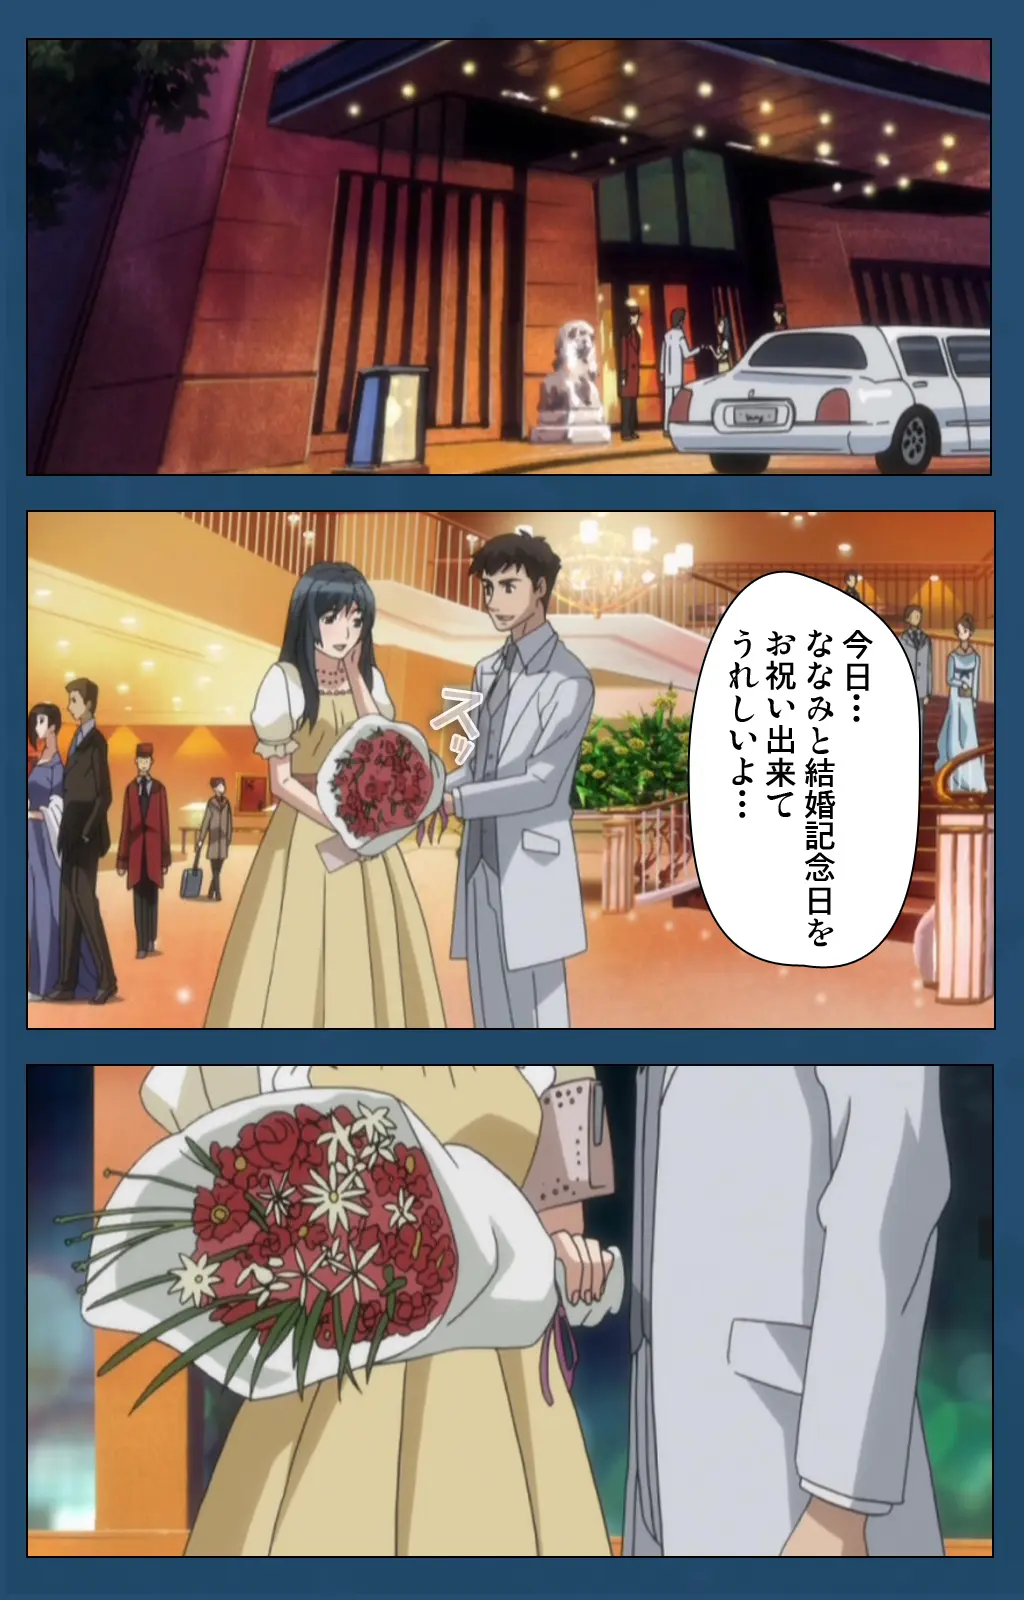 今日…
ななみと結婚記念日を
お祝い出来て
うれしいよ…
スッ